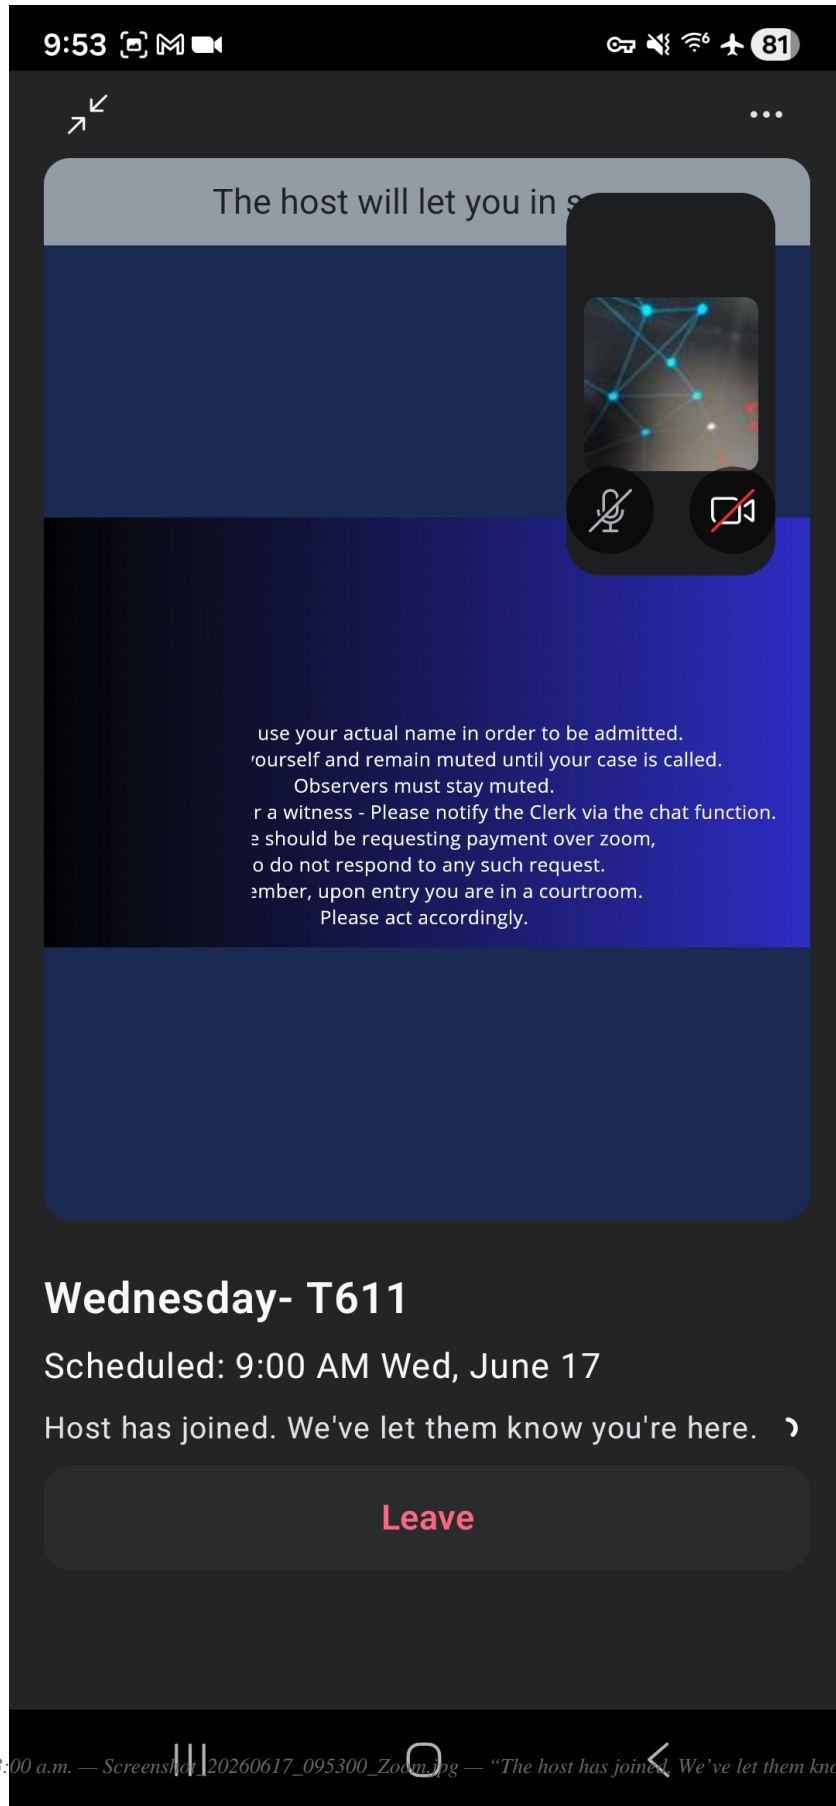 9:53
6
81
The host will let you in
use your actual name in order to be admitted.
yourself and remain muted until your case is called.
Observers must stay muted.
r a witness - Please notify the Clerk via the chat function.
e should be requesting payment over zoom,
o do not respond to any such request.
ember, upon entry you are in a courtroom.
Please act accordingly.
Wednesday- T611
Scheduled: 9:00 AM Wed, June 17
Host has joined. We've let them know you're here.
Leave
:00 a.m. — Screenshot_20260617_095300_Zoom.jpg — “The host has joined. We’ve let them kno